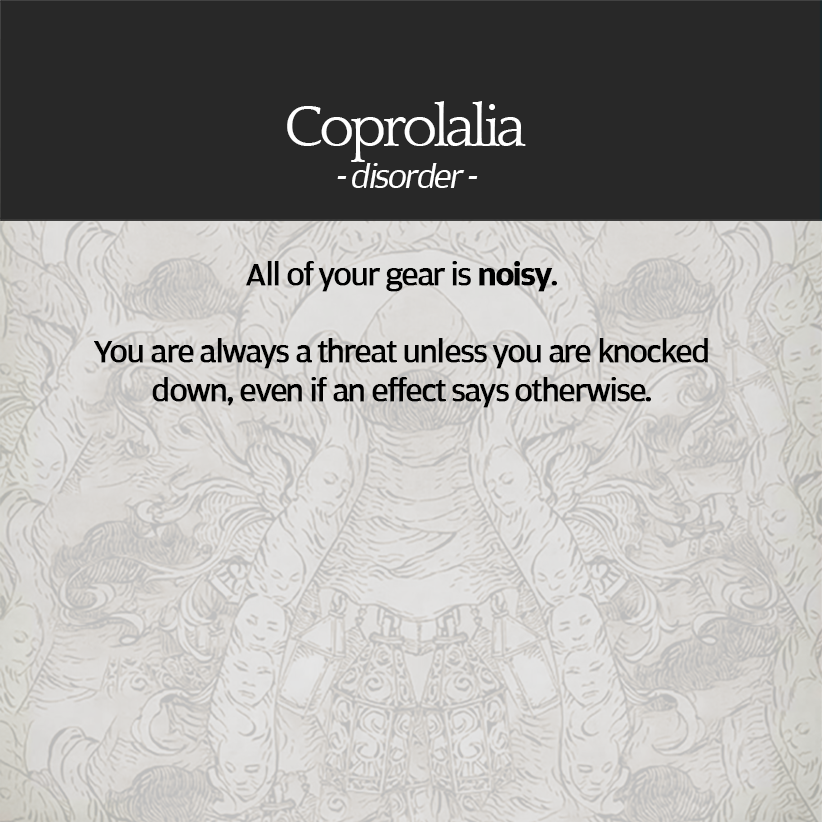 Coprolalia
- disorder -
All of your gear is noisy.
You are always a threat unless you are knocked
down, even if an effect says otherwise.